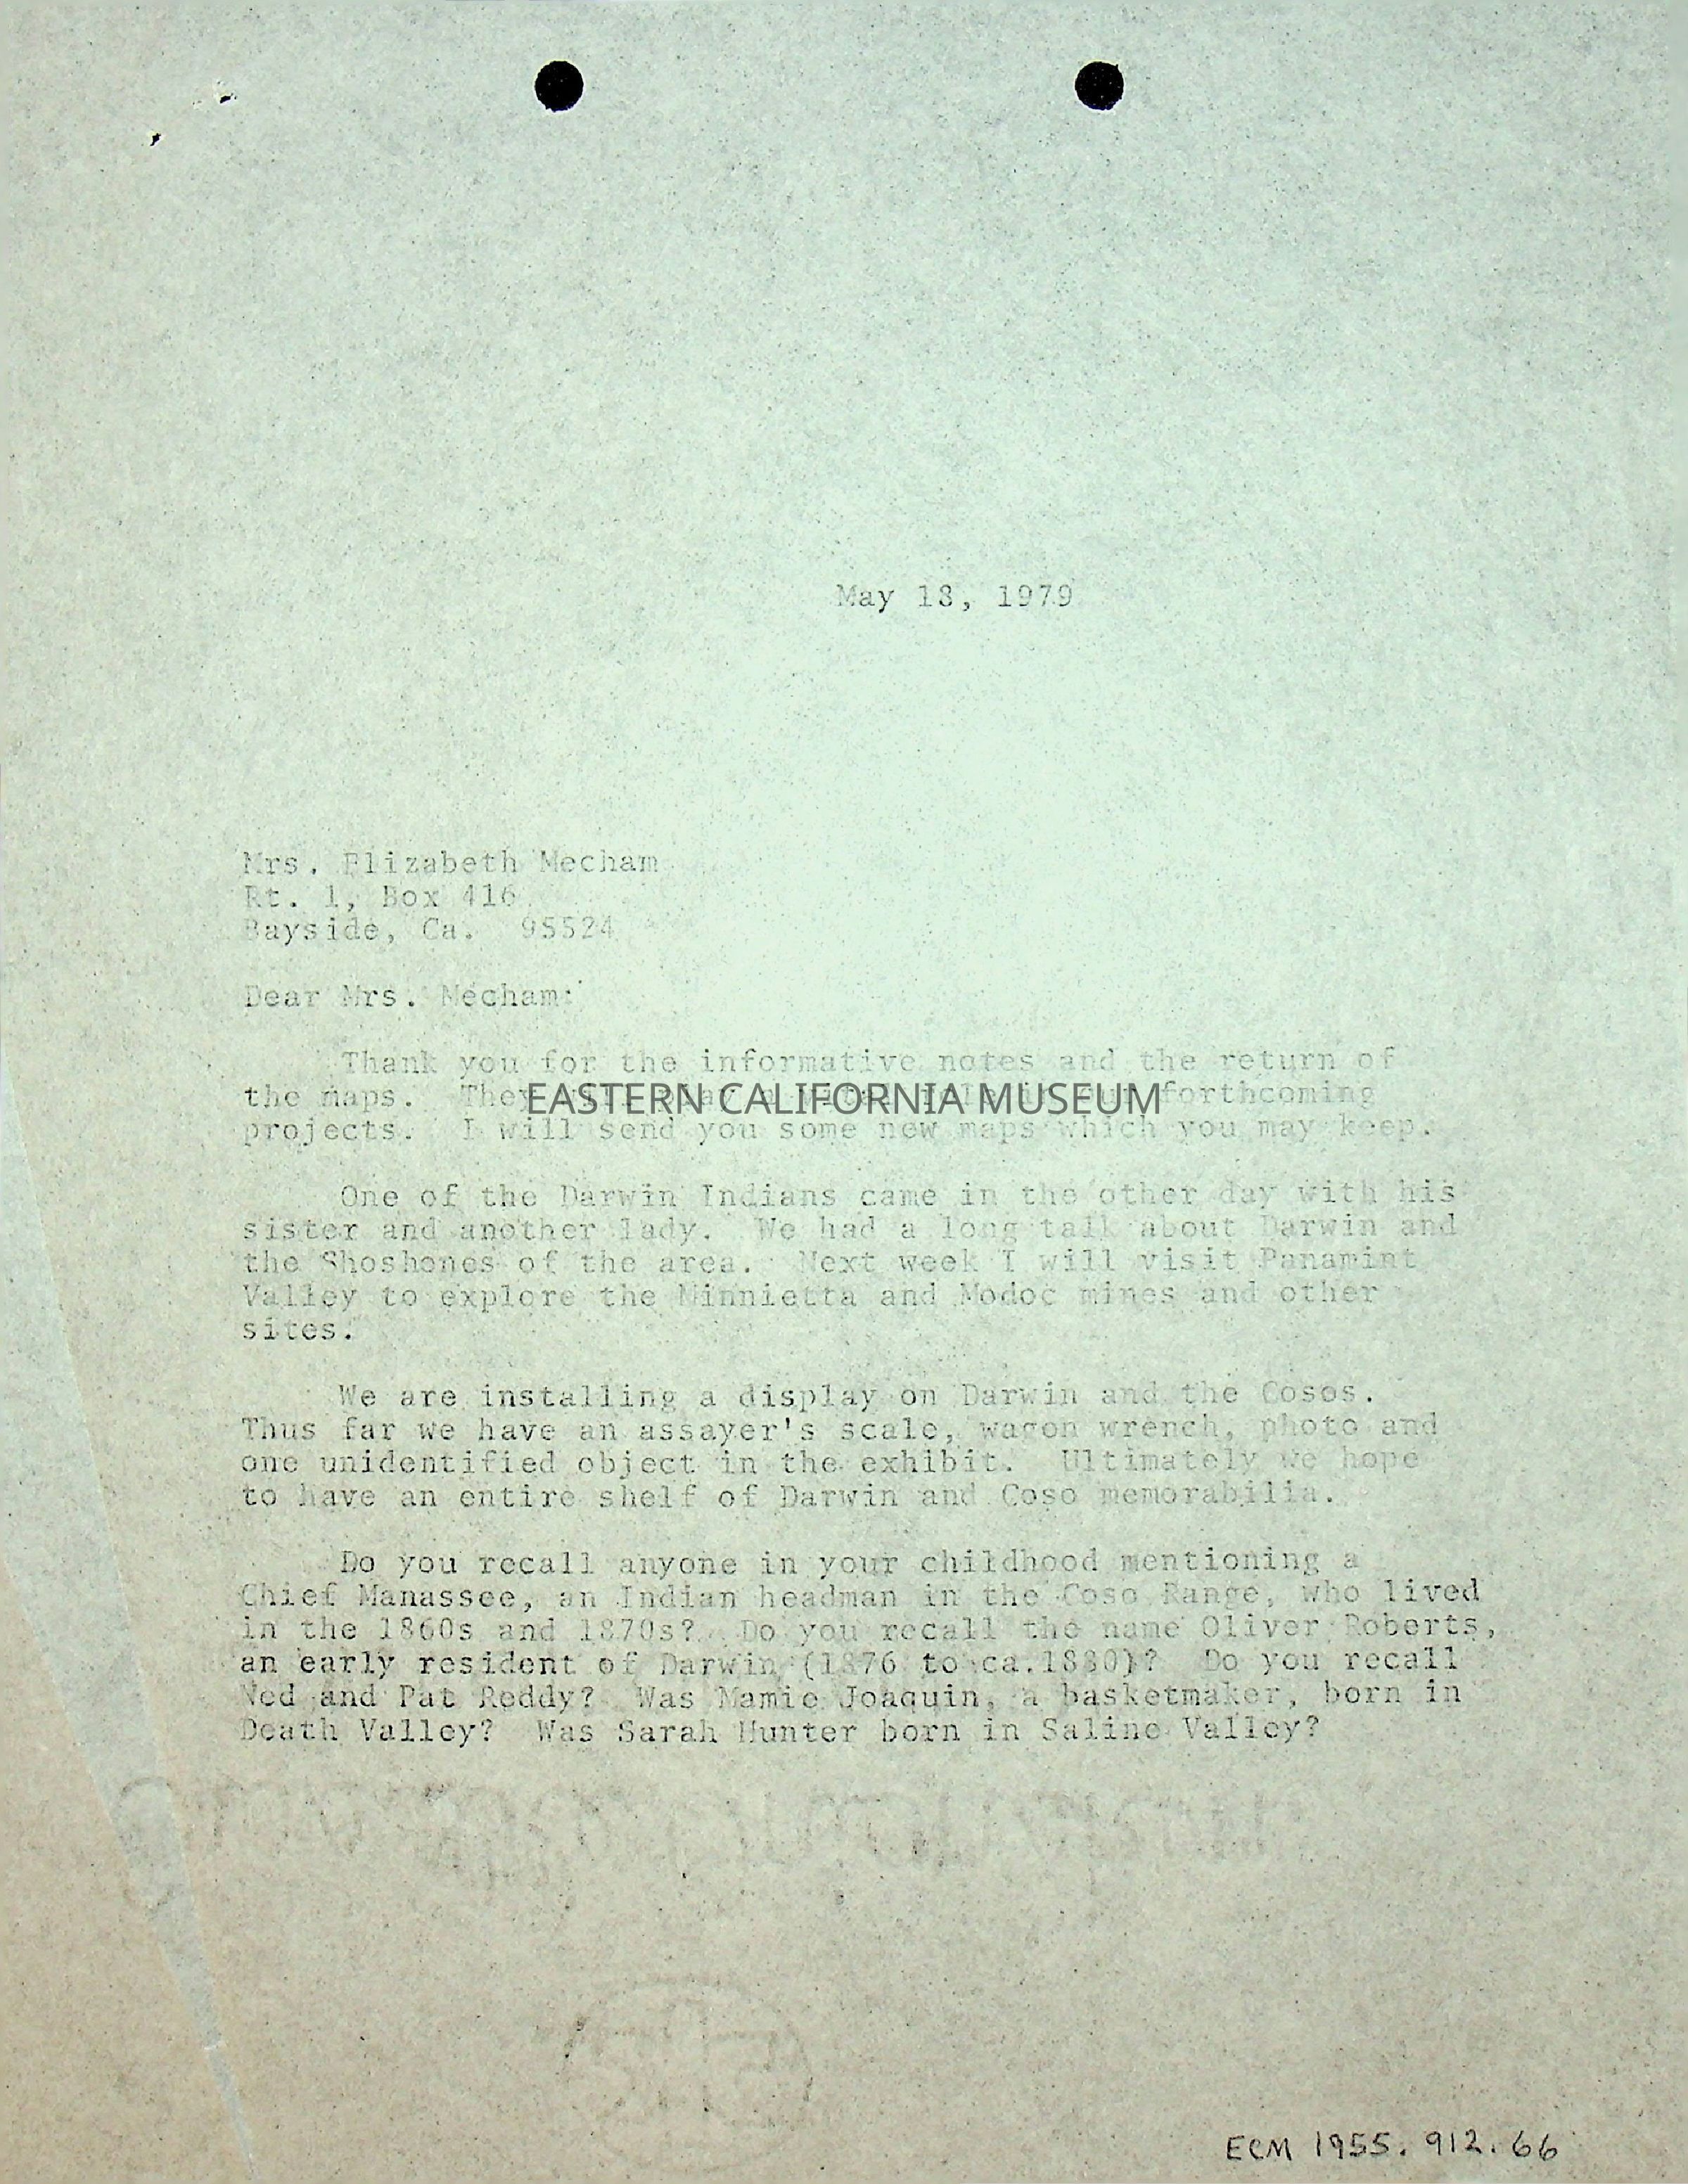 May 18, 1979
Mrs. Elizabeth Mecham
Rt. 1, Box 416
Bayside, Ca. 95524
Dear Mrs. Mecham:
Thank you for the informative notes and the return of
the maps. They will play a vital role in our forthcoming
EASTERN CALIFORNIA MUSEUM
projects. I will send you some new maps which you may keep.
One of the Darwin Indians came in the other day with his
sister and another lady. We had a long talk about Darwin and
the Shoshones of the area. Next week I will visit Panamint
Valley to explore the Minnietta and Modoc mines and other
sites.
We are installing a display on Darwin and the Cosos.
Thus far we have an assayer's scale, wagon wrench, photo and
one unidentified object in the exhibit. Ultimately we hope
to have an entire shelf of Darwin and Coso memorabilia.
Do you recall anyone in your childhood mentioning a
Chief Manassee, an Indian headman in the Coso Range, who lived
in the 1860s and 1870s? Do you recall the name Oliver Roberts,
an early resident of Darwin (1876 to ca.1880)? Do you recall
Ned and Pat Reddy? Was Mamie Joaquin, a basketmaker, born in
Death Valley? Was Sarah Hunter born in Saline Valley?
ECM 1955.912.66